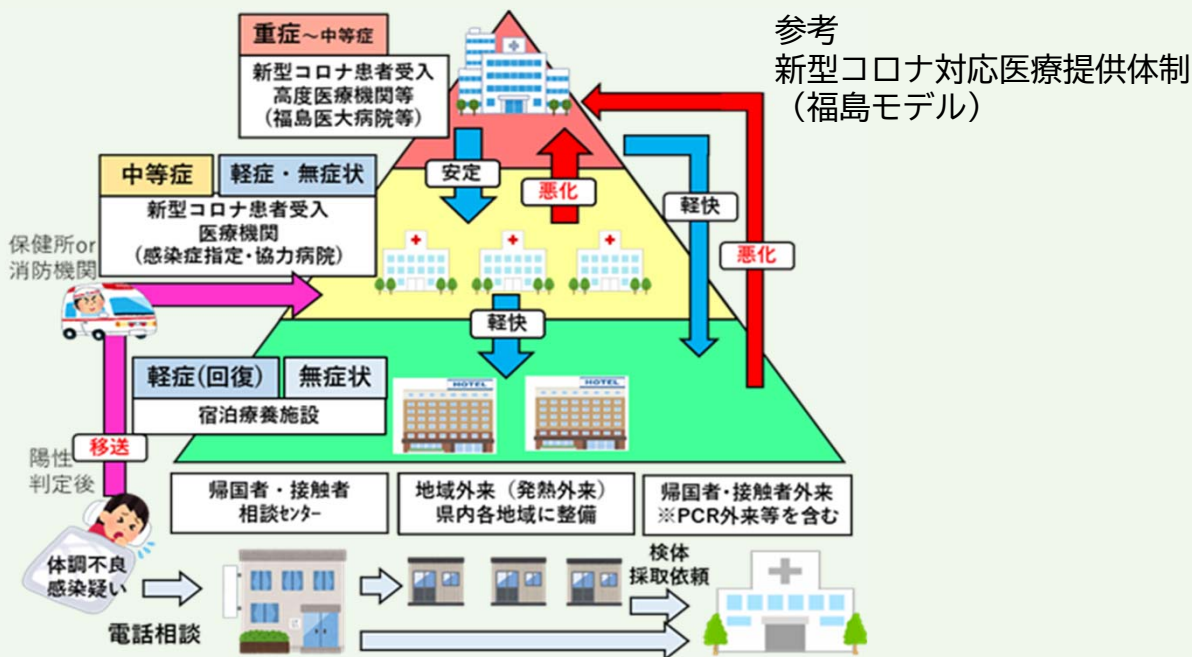 参考
新型コロナ対応医療提供体制
（福島モデル）
重症～中等症
新型コロナ患者受入
高度医療機関等
(福島医大病院等)
安定
悪化
軽快
悪化
中等症
軽症・無症状
新型コロナ患者受入
医療機関
(感染症指定・協力病院)
保健所or
消防機関
軽快
軽症(回復)
無症状
宿泊療養施設
HOTEL
HOTEL
移送
陽性
判定後
帰国者・接触者
相談ｾﾝﾀｰ
地域外来（発熱外来）
県内各地域に整備
帰国者・接触者外来
※PCR外来等を含む
体調不良
感染疑い
検体
採取依頼
電話相談